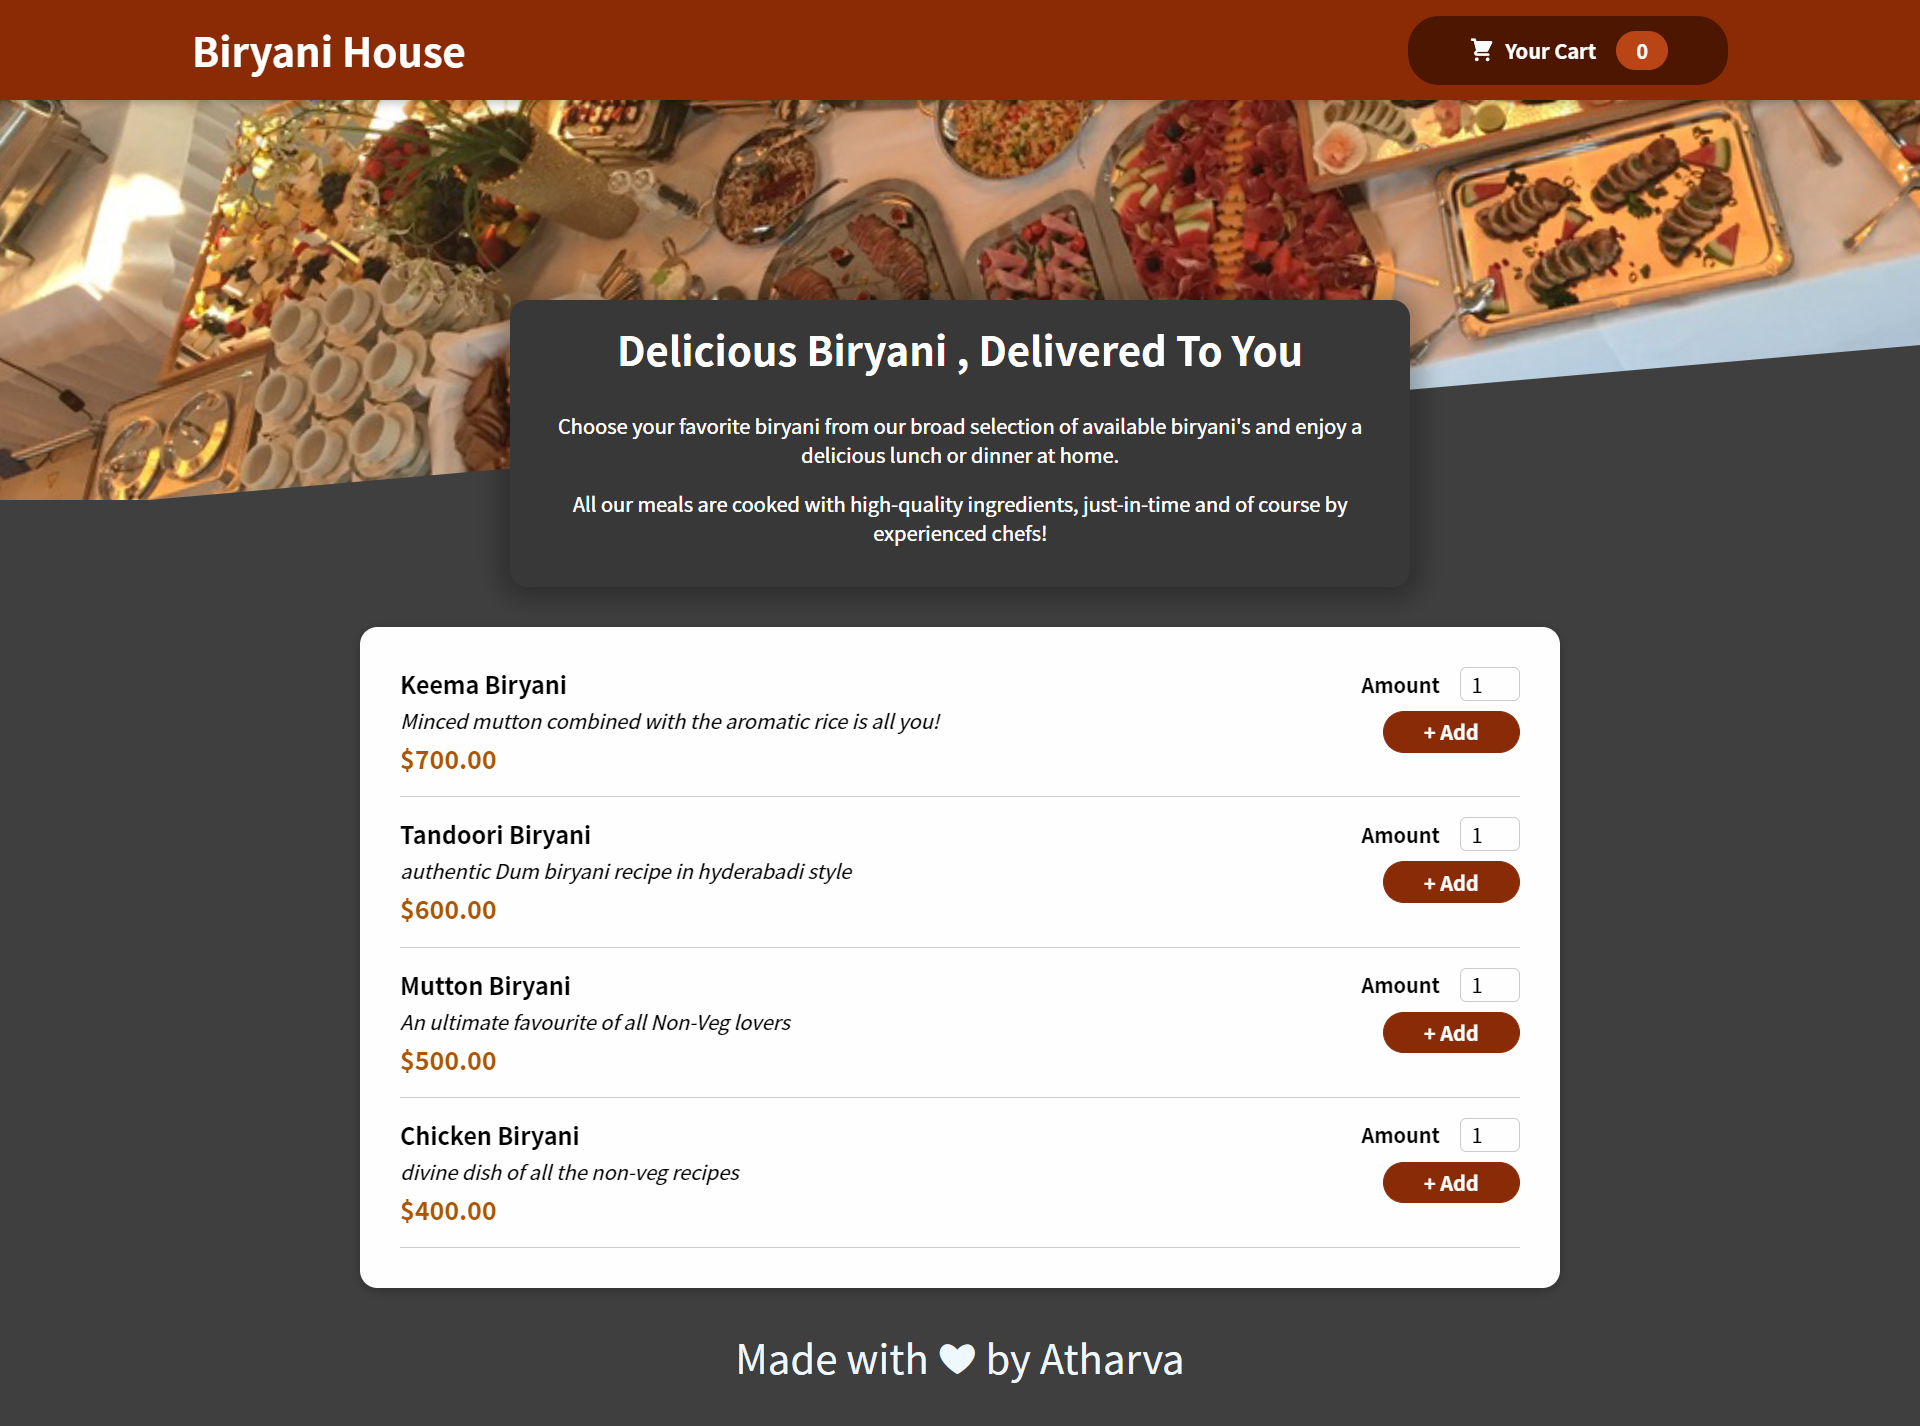 Biryani House
Your Cart 0
Delicious Biryani , Delivered To You
Choose your favorite biryani from our broad selection of available biryani's and enjoy a
delicious lunch or dinner at home.
All our meals are cooked with high-quality ingredients, just-in-time and of course by
experienced chefs!
Keema Biryani
Minced mutton combined with the aromatic rice is all you!
$700.00
Amount 1
+ Add
Tandoori Biryani
authentic Dum biryani recipe in hyderabadi style
$600.00
Amount 1
+ Add
Mutton Biryani
An ultimate favourite of all Non-Veg lovers
$500.00
Amount 1
+ Add
Chicken Biryani
divine dish of all the non-veg recipes
$400.00
Amount 1
+ Add
Made with 🤍 by Atharva